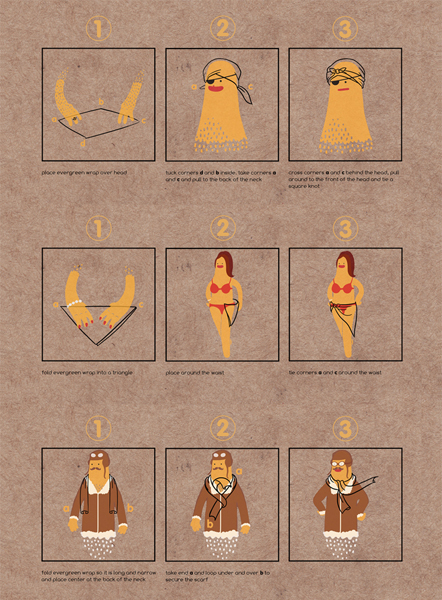 1 2 3
a b c d
a c
place evergreen wrap over head
tuck corners d and b inside, take corners a
and c and pull to the back of the neck
cross corners a and c behind the head, pull
around to the front of the head and tie a
square knot
1 2 3
a c
fold evergreen wrap into a triangle
place around the waist
tie corners a and c around the waist
1 2 3
a b
a
b
fold evergreen wrap so it is long and narrow
and place center at the back of the neck
take end a and loop under and over b to
secure the scarf